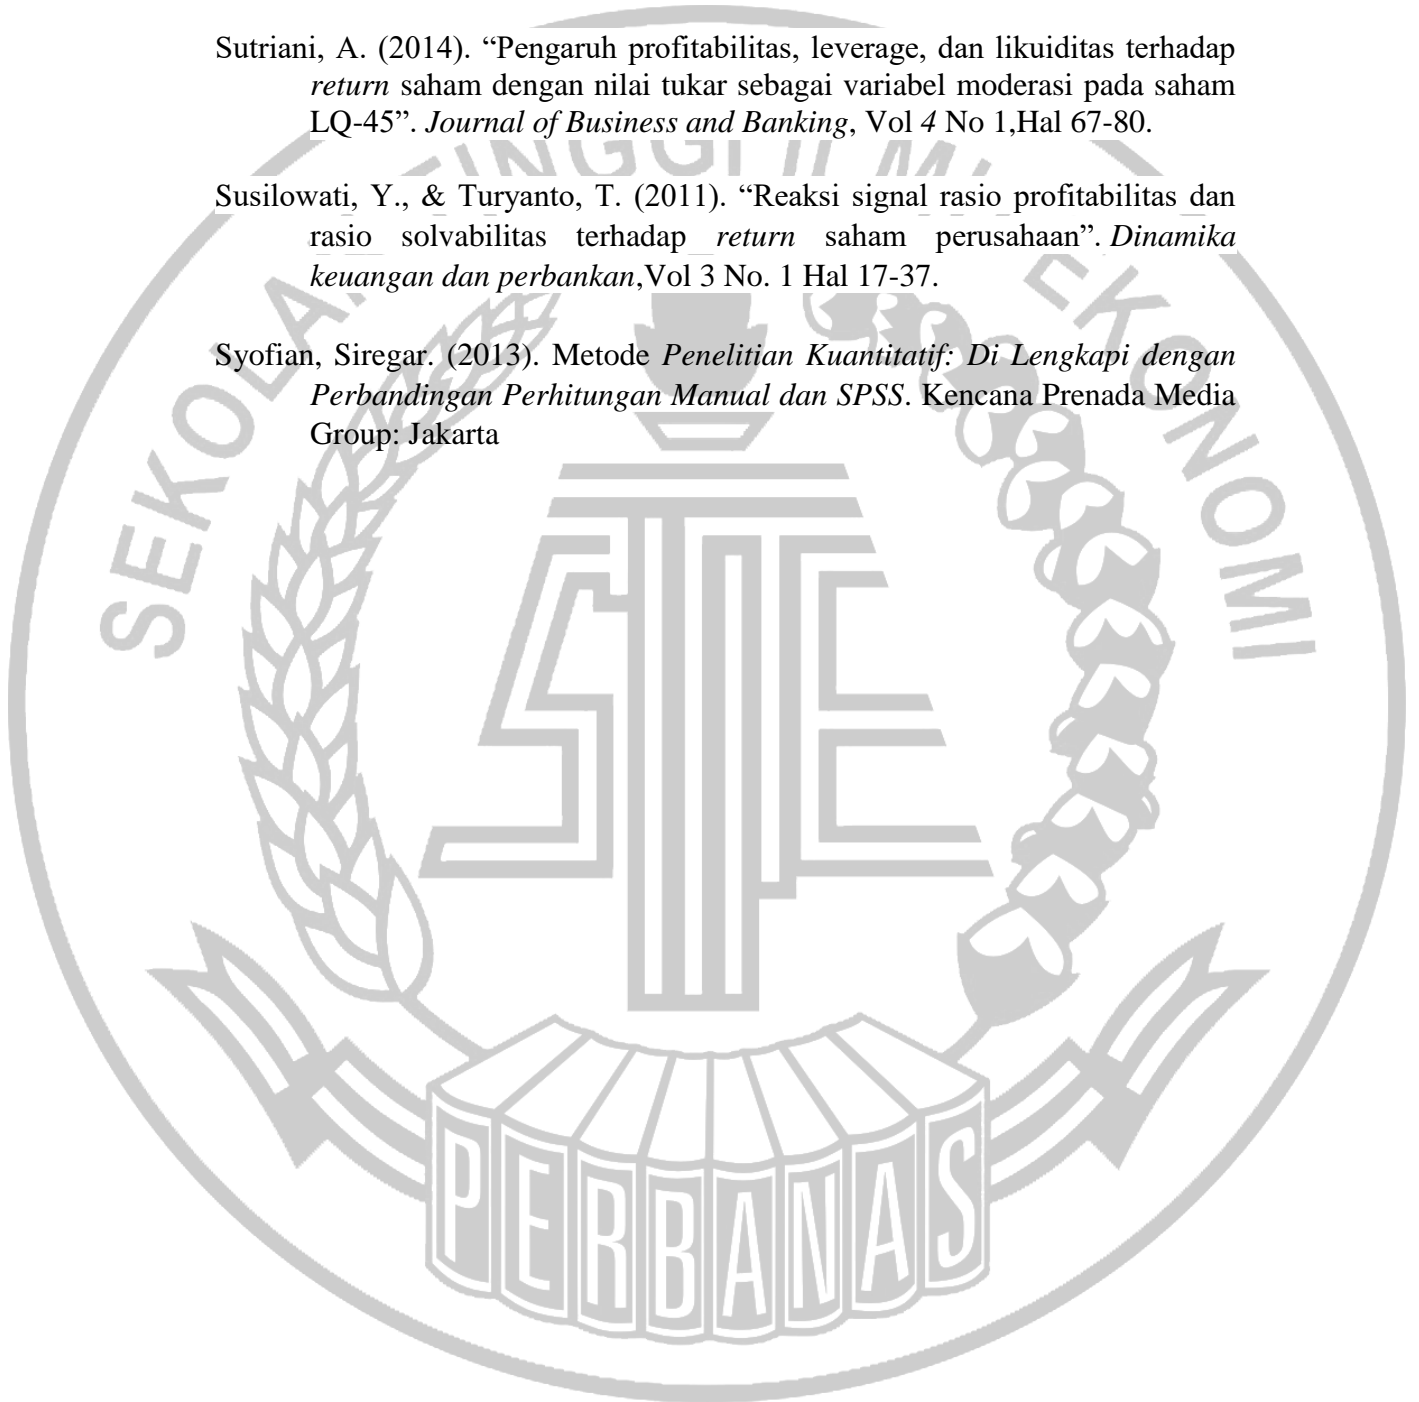 Sutriani, A. (2014). “Pengaruh profitabilitas, leverage, dan likuiditas terhadap
return saham dengan nilai tukar sebagai variabel moderasi pada saham
LQ-45”. Journal of Business and Banking, Vol 4 No 1,Hal 67-80.
Susilowati, Y., & Turyanto, T. (2011). “Reaksi signal rasio profitabilitas dan
rasio solvabilitas terhadap return saham perusahaan”. Dinamika
keuangan dan perbankan,Vol 3 No. 1 Hal 17-37.
Syofian, Siregar. (2013). Metode Penelitian Kuantitatif: Di Lengkapi dengan
Perbandingan Perhitungan Manual dan SPSS. Kencana Prenada Media
Group: Jakarta
STIE
PERBANAS